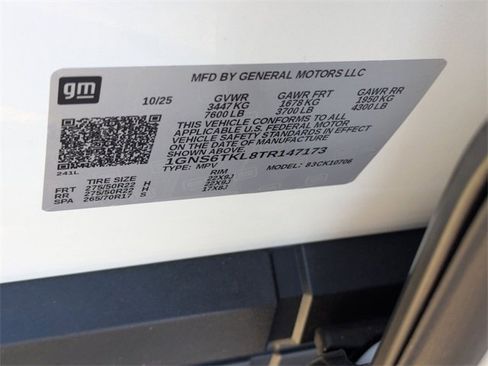 gm
MFD BY GENERAL MOTORS LLC
10/25 GVWR GAWR FRT GAWR RR
3447 KG 1678 KG 1950 KG
7600 LB 3700 LB 4300 LB
THIS VEHICLE CONFORMS TO ALL
APPLICABLE U.S. FEDERAL MOTOR
VEHICLE SAFETY STANDARDS IN EFFECT
ON THE DATE OF MANUFACTURE
SHOWN ABOVE.
1GNS6TKL8TR147173
241L
TYPE: MPV MODEL: 83CK10706
TIRE SIZE RIM
FRT 275/50R22 H 22X9J
RR 275/50R22 H 22X9J
SPA 265/70R17 S 17X8J